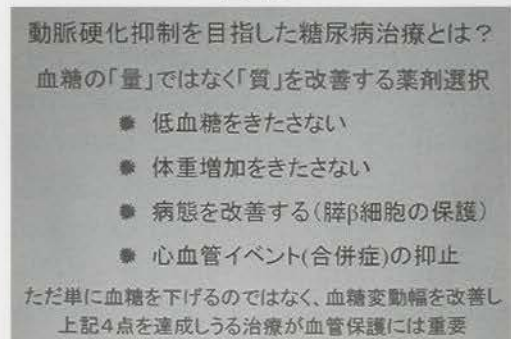 動脈硬化抑制を目指した糖尿病治療とは？
血糖の「量」ではなく「質」を改善する薬剤選択
低血糖をきたさない
体重増加をきたさない
病態を改善する(膵β細胞の保護)
心血管イベント(合併症)の抑止
ただ単に血糖を下げるのではなく、血糖変動幅を改善し
上記４点を達成しうる治療が血管保護には重要